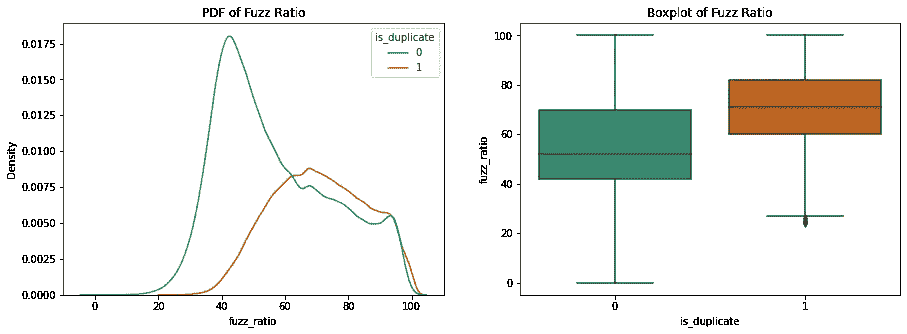 PDF of Fuzz Ratio
is_duplicate
0
1
0.0175
0.0150
0.0125
0.0100
0.0075
0.0050
0.0025
0.0000
Density
0 20 40 60 80 100
fuzz_ratio
Boxplot of Fuzz Ratio
100
80
60
40
20
0
fuzz_ratio
0 1
is_duplicate